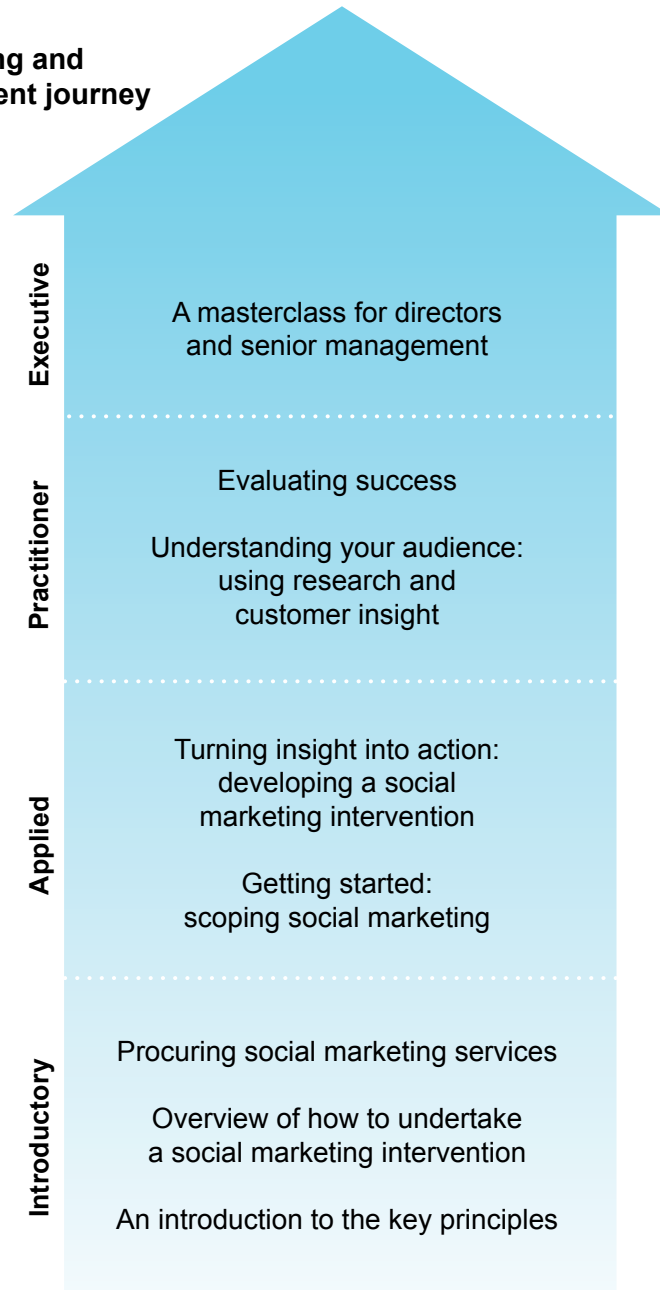 and
journey
Executive
A masterclass for directors
and senior management
Practitioner
Evaluating success
Understanding your audience:
using research and
customer insight
Applied
Turning insight into action:
developing a social
marketing intervention
Getting started:
scoping social marketing
Introductory
Procuring social marketing services
Overview of how to undertake
a social marketing intervention
An introduction to the key principles